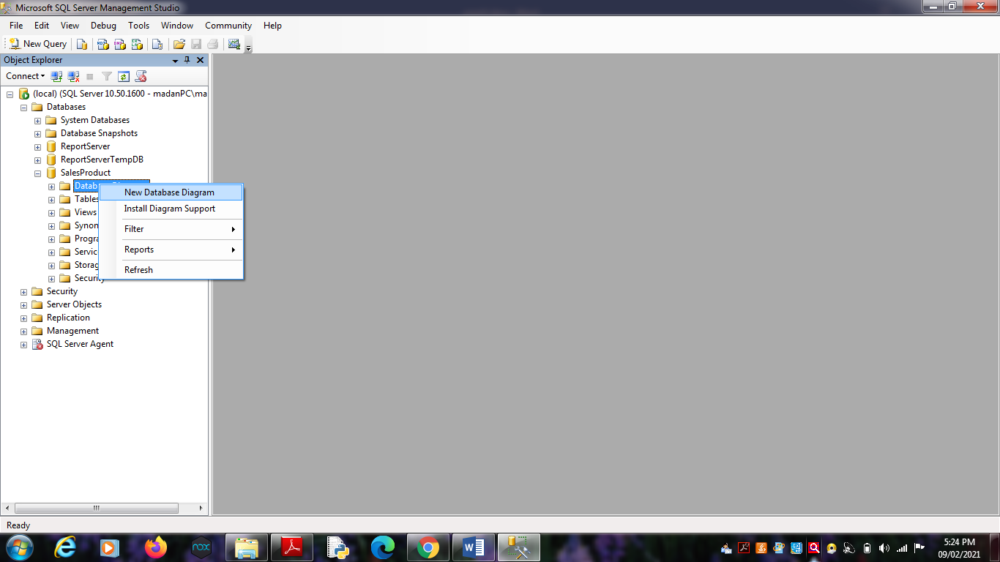 Microsoft SQL Server Management Studio
File Edit View Debug Tools Window Community Help
New Query
Object Explorer
Connect
(local) (SQL Server 10.50.1600 - madanPC\ma
Databases
System Databases
Database Snapshots
ReportServer
ReportServerTempDB
SalesProduct
Datab
Tables
Views
Synon
Progra
Servic
Storag
Security
New Database Diagram
Install Diagram Support
Filter
Reports
Refresh
Security
Server Objects
Replication
Management
SQL Server Agent
Ready
nox
W
5:24 PM
09/02/2021